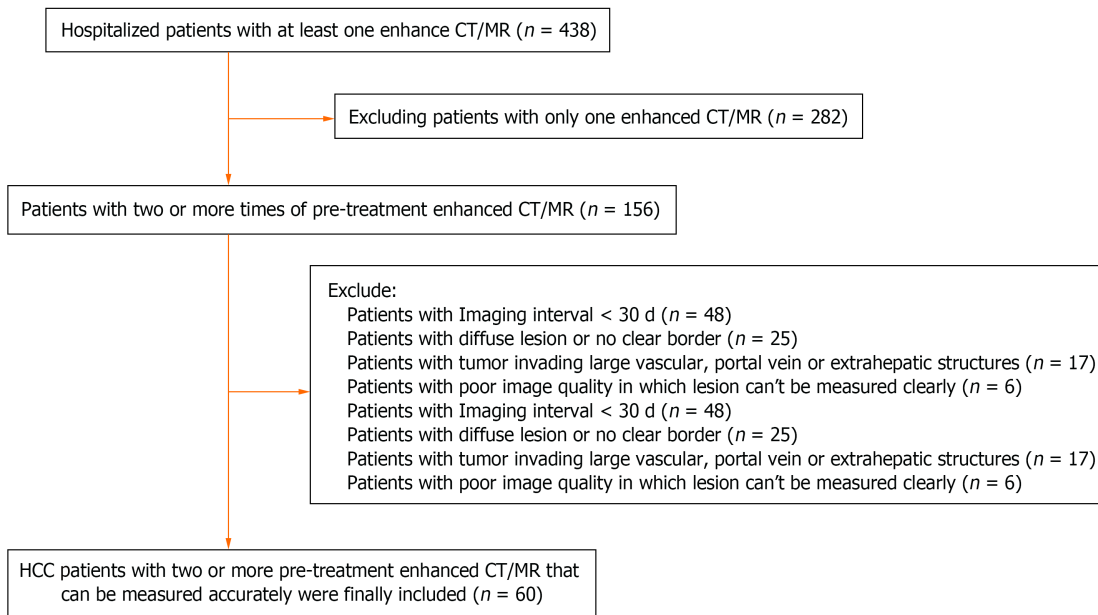 Hospitalized patients with at least one enhance CT/MR (n = 438)
Excluding patients with only one enhanced CT/MR (n = 282)
Patients with two or more times of pre-treatment enhanced CT/MR (n = 156)
Exclude:
Patients with Imaging interval < 30 d (n = 48)
Patients with diffuse lesion or no clear border (n = 25)
Patients with tumor invading large vascular, portal vein or extrahepatic structures (n = 17)
Patients with poor image quality in which lesion can’t be measured clearly (n = 6)
Patients with Imaging interval < 30 d (n = 48)
Patients with diffuse lesion or no clear border (n = 25)
Patients with tumor invading large vascular, portal vein or extrahepatic structures (n = 17)
Patients with poor image quality in which lesion can’t be measured clearly (n = 6)
HCC patients with two or more pre-treatment enhanced CT/MR that
can be measured accurately were finally included (n = 60)